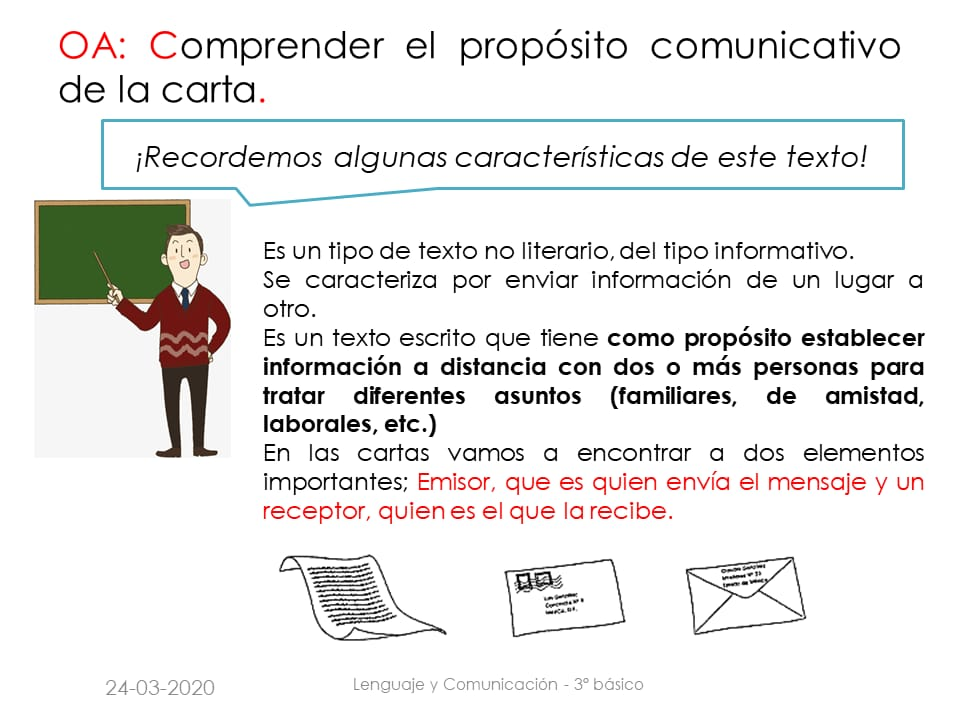 OA: Comprender el propósito comunicativo
de la carta.
¡Recordemos algunas características de este texto!
Es un tipo de texto no literario, del tipo informativo.
Se caracteriza por enviar información de un lugar a
otro.
Es un texto escrito que tiene como propósito establecer
información a distancia con dos o más personas para
tratar diferentes asuntos (familiares, de amistad,
laborales, etc.)
En las cartas vamos a encontrar a dos elementos
importantes; Emisor, que es quien envía el mensaje y un
receptor, quien es el que la recibe.
24-03-2020
Lenguaje y Comunicación - 3° básico